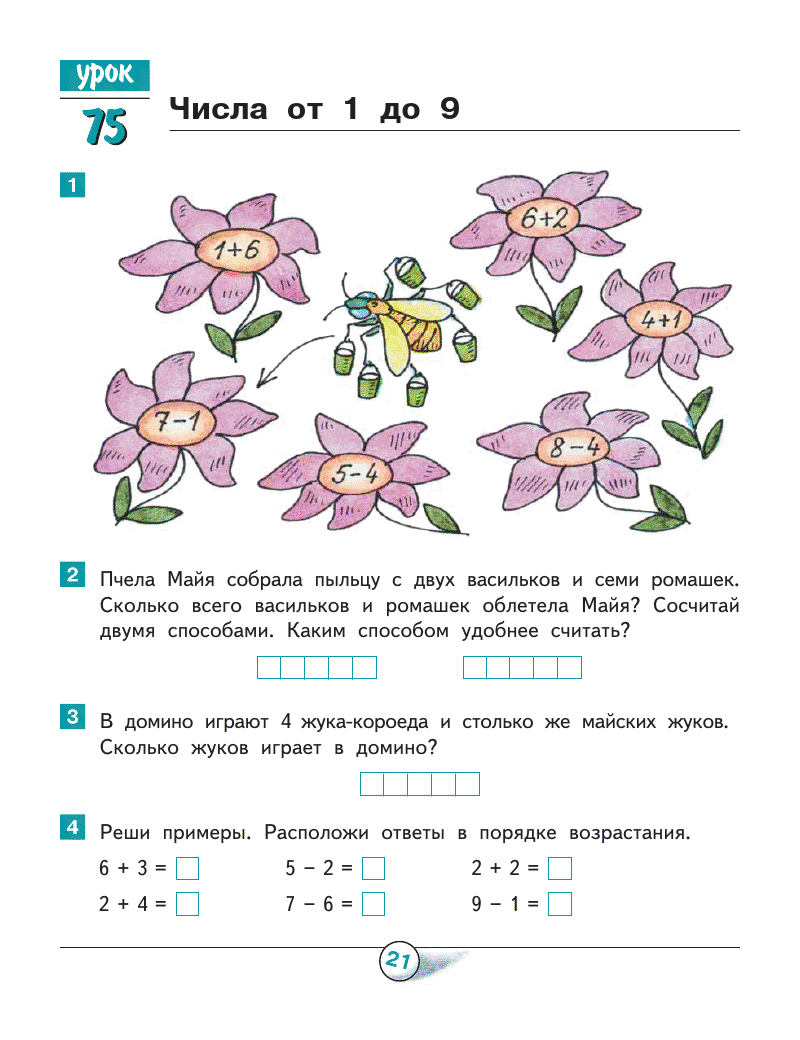 урок
75
Числа от 1 до 9
1
1+6
6+2
4+1
7−1
5−4
8−4
2 Пчела Майя собрала пыльцу с двух васильков и семи ромашек.
Сколько всего васильков и ромашек облетела Майя? Сосчитай
двумя способами. Каким способом удобнее считать?
3 В домино играют 4 жука-короеда и столько же майских жуков.
Сколько жуков играет в домино?
4 Реши примеры. Расположи ответы в порядке возрастания.
6 + 3 = 5 − 2 = 2 + 2 =
2 + 4 = 7 − 6 = 9 − 1 =
21